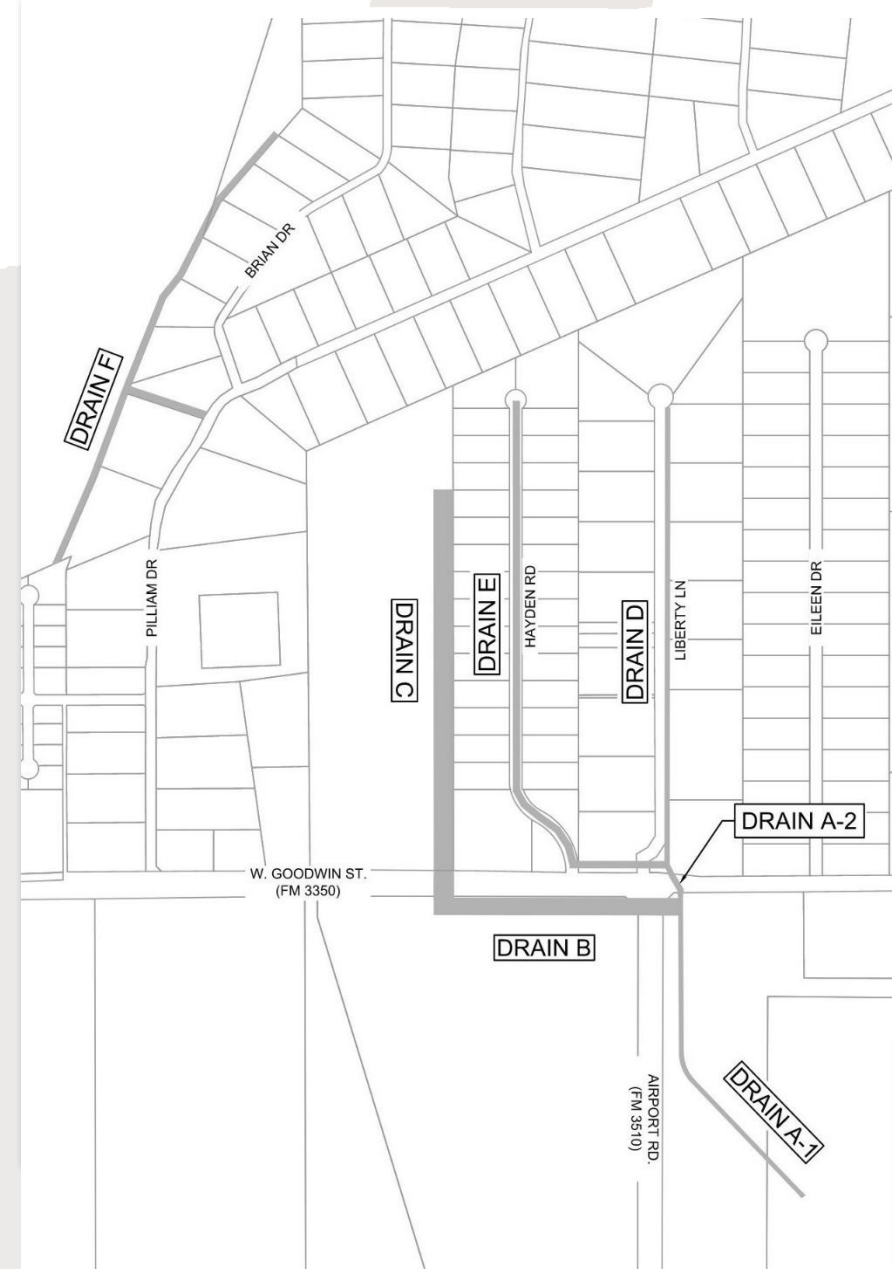 BRIAN DR
DRAIN F
PILLIAM DR
DRAIN C
DRAIN E
HAYDEN RD
DRAIN D
LIBERTY LN
EILEEN DR
DRAIN A-2
W. GOODWIN ST.
(FM 3350)
DRAIN B
AIRPORT RD.
(FM 3510)
DRAIN A-1